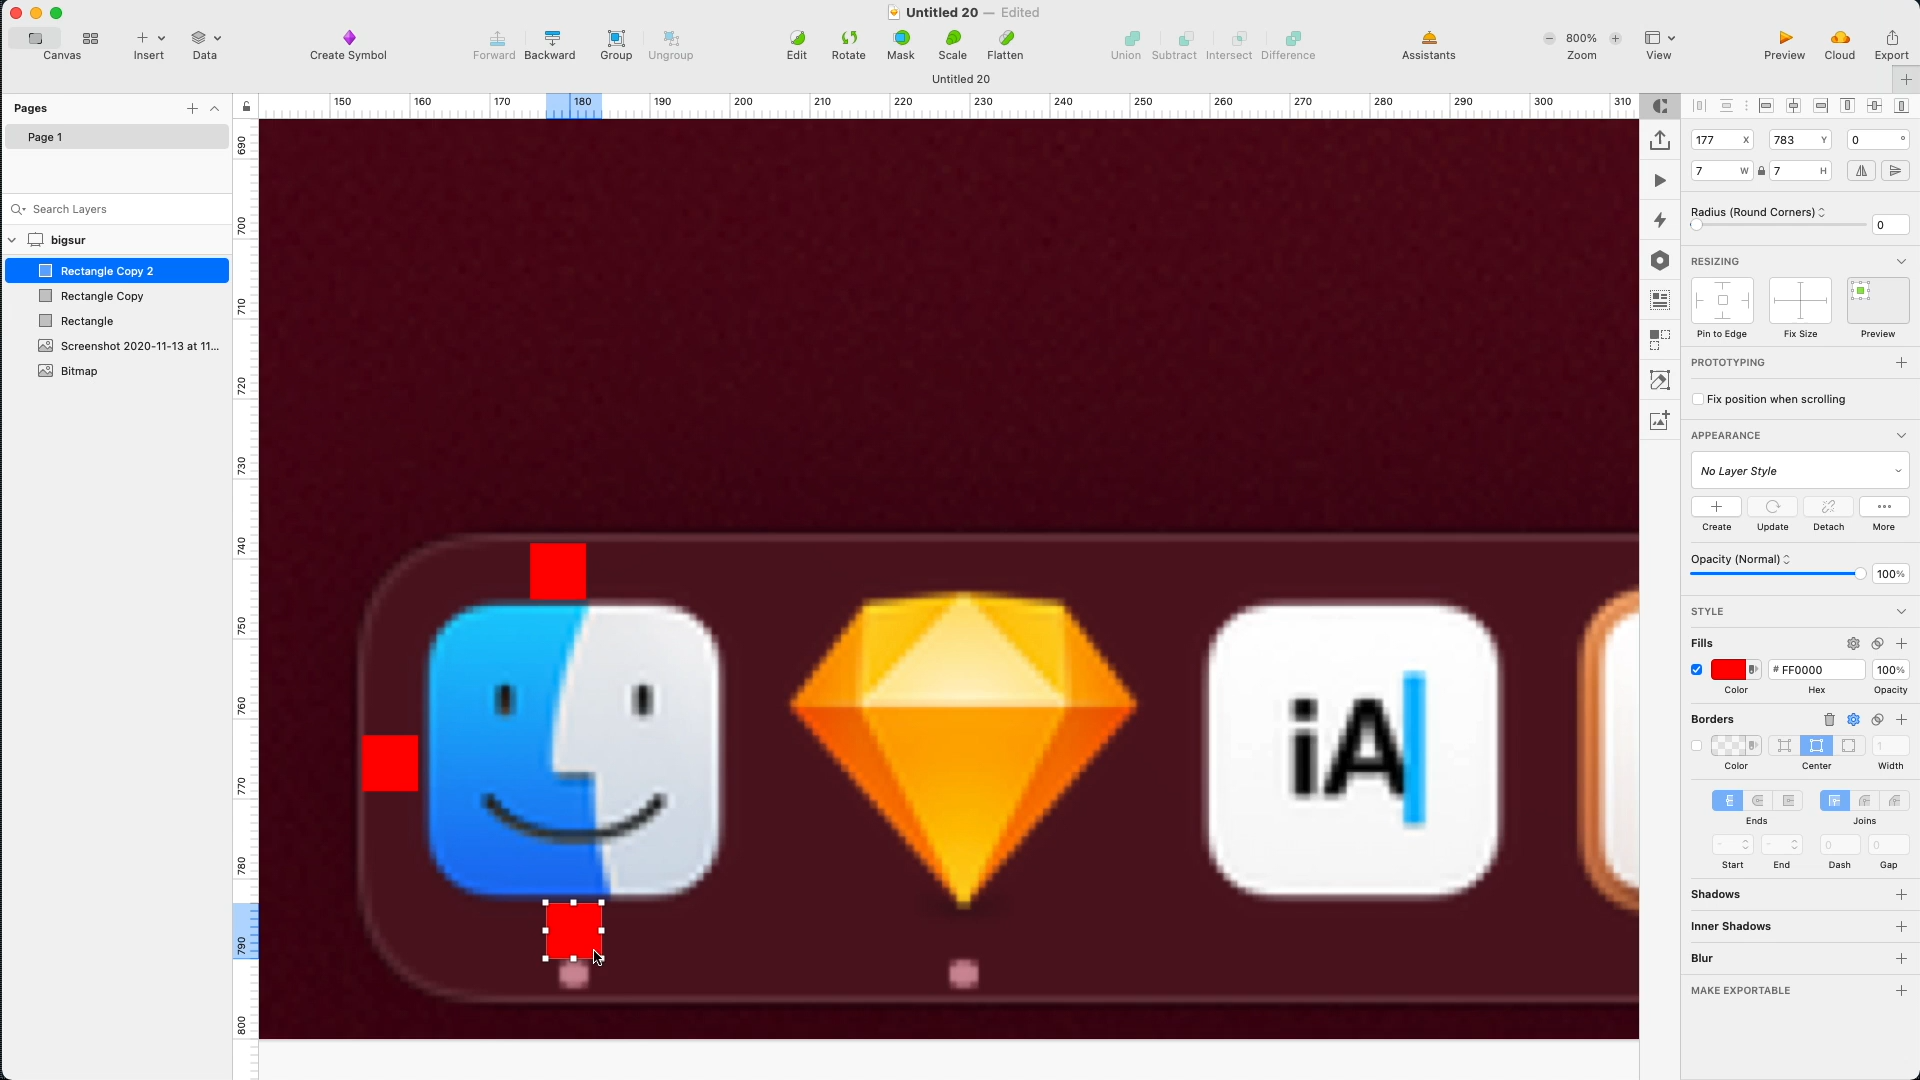 Untitled 20 — Edited
Canvas
Insert
Data
Create Symbol
Forward
Backward
Group
Ungroup
Edit
Rotate
Mask
Scale
Flatten
Union
Subtract
Intersect
Difference
Assistants
800%
Zoom
View
Preview
Cloud
Export
Untitled 20
Pages
Page 1
Search Layers
bigsur
Rectangle Copy 2
Rectangle Copy
Rectangle
Screenshot 2020-11-13 at 11...
Bitmap
150 160 170 180 190 200 210 220 230 240 250 260 270 280 290 300 310
690
700
710
720
730
740
750
760
770
780
790
800
iA
177 X 783 Y 0 °
7 W 7 H
Radius (Round Corners)
0
RESIZING
Pin to Edge Fix Size Preview
PROTYPING
Fix position when scrolling
APPEARANCE
No Layer Style
Create Update Detach More
Opacity (Normal)
100%
STYLE
Fills
# FF0000 100%
Color Hex Opacity
Borders
1
Color Center Width
Ends Joins
- - 0 0
Start End Dash Gap
Shadows
Inner Shadows
Blur
MAKE EXPORTABLE